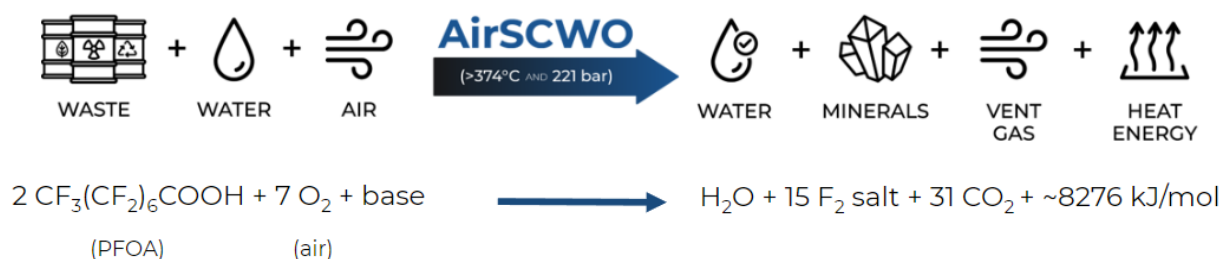 AirSCWO
(>374°C AND 221 bar)
WASTE + WATER + AIR WATER + MINERALS + VENT GAS + HEAT ENERGY
2 CF₃(CF₂)₆COOH + 7 O₂ + base → H₂O + 15 F₂ salt + 31 CO₂ + ~8276 kJ/mol
(PFOA) (air)